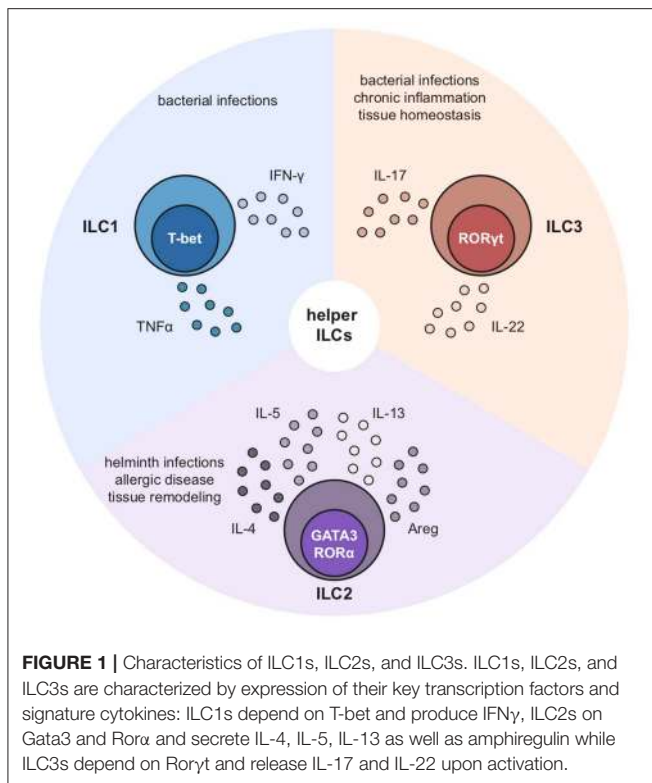 bacterial infections
bacterial infections
chronic inflammation
tissue homeostasis
IFN-γ
IL-17
ILC1
T-bet
RORγt
ILC3
TNFα
helper
ILCs
IL-22
IL-5
IL-13
helminth infections
allergic disease
tissue remodeling
IL-4
GATA3
RORα
Areg
ILC2
FIGURE 1 | Characteristics of ILC1s, ILC2s, and ILC3s. ILC1s, ILC2s, and
ILC3s are characterized by expression of their key transcription factors and
signature cytokines: ILC1s depend on T-bet and produce IFNγ, ILC2s on
Gata3 and Rorα and secrete IL-4, IL-5, IL-13 as well as amphiregulin while
ILC3s depend on Rorγt and release IL-17 and IL-22 upon activation.